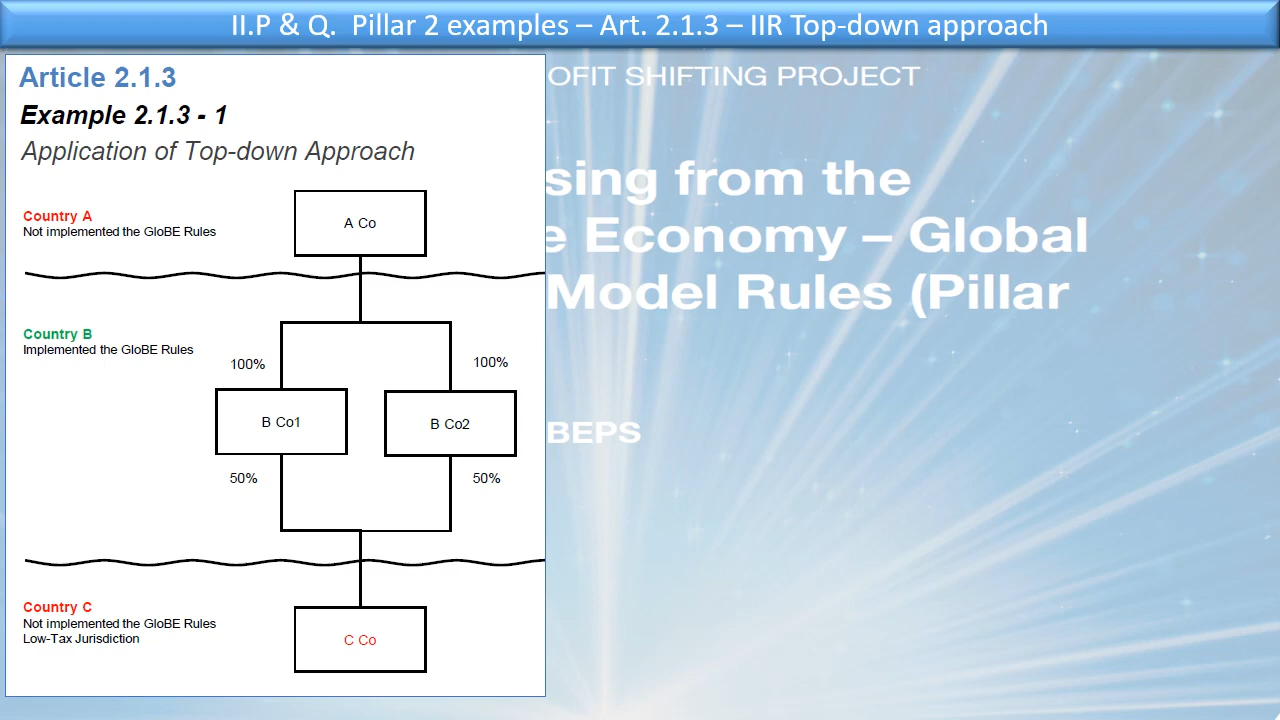 II.P & Q. Pillar 2 examples – Art. 2.1.3 – IIR Top-down approach
OFIT SHIFTING PROJECT
sing from the
e Economy – Global
Model Rules (Pillar
BEPS
Article 2.1.3
Example 2.1.3 - 1
Application of Top-down Approach
Country A
Not implemented the GloBE Rules
A Co
Country B
Implemented the GloBE Rules
100%
100%
B Co1
B Co2
50%
50%
Country C
Not implemented the GloBE Rules
Low-Tax Jurisdiction
C Co